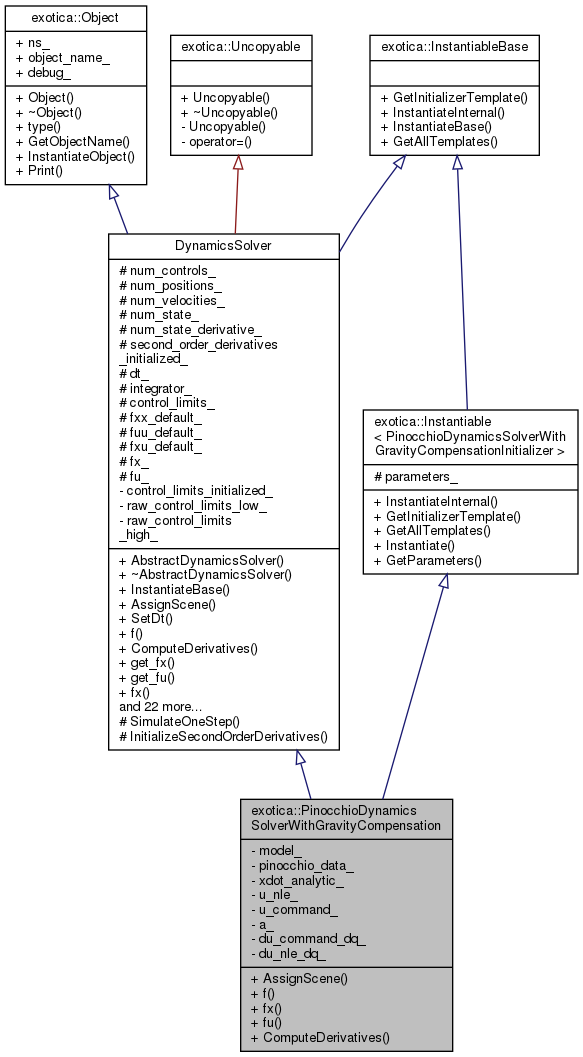 exotica::Object
+ ns_
+ object_name_
+ debug_
+ Object()
+ ~Object()
+ type()
+ GetObjectName()
+ InstantiateObject()
+ Print()
exotica::Uncopyable
+ Uncopyable()
+ ~Uncopyable()
- Uncopyable()
- operator=()
exotica::InstantiableBase
+ GetInitializerTemplate()
+ InstantiateInternal()
+ InstantiateBase()
+ GetAllTemplates()
DynamicsSolver
# num_controls_
# num_positions_
# num_velocities_
# num_state_
# num_state_derivative_
# second_order_derivatives
_initialized_
# dt_
# integrator_
# control_limits_
# fxx_default_
# fuu_default_
# fxu_default_
# fx_
# fu_
- control_limits_initialized_
- raw_control_limits_low_
- raw_control_limits
_high_
+ AbstractDynamicsSolver()
+ ~AbstractDynamicsSolver()
+ InstantiateBase()
+ AssignScene()
+ SetDt()
+ f()
+ ComputeDerivatives()
+ get_fx()
+ get_fu()
+ fx()
and 22 more...
# SimulateOneStep()
# InitializeSecondOrderDerivatives()
exotica::Instantiable
< PinocchioDynamicsSolverWith
GravityCompensationInitializer >
# parameters_
+ InstantiateInternal()
+ GetInitializerTemplate()
+ GetAllTemplates()
+ Instantiate()
+ GetParameters()
exotica::PinocchioDynamics
SolverWithGravityCompensation
- model_
- pinocchio_data_
- xdot_analytic_
- u_nle_
- u_command_
- a_
- du_command_dq_
- du_nle_dq_
+ AssignScene()
+ f()
+ fx()
+ fu()
+ ComputeDerivatives()